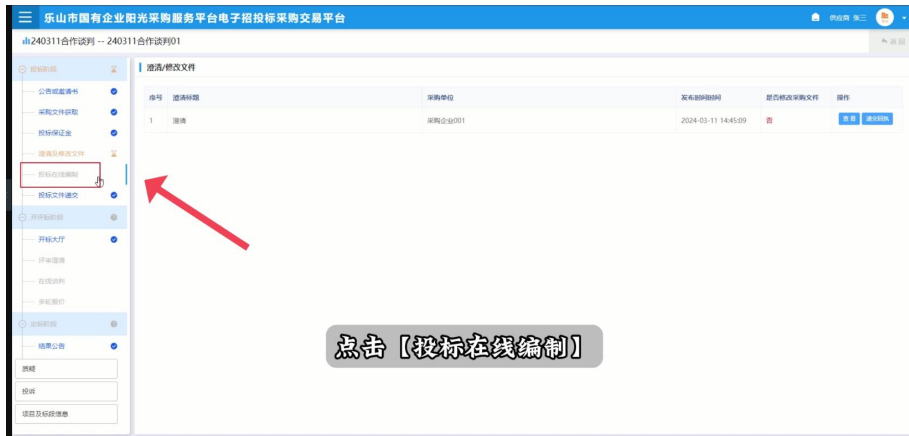 乐山市国有企业阳光采购服务平台电子招投标采购交易平台
供应商 张三
240311合作谈判 -- 240311合作谈判01
返回
投标阶段
澄清/修改文件
公告或邀请书
采购文件获取
投标保证金
澄清及修改文件
投标在线编制
投标文件递交
开评标阶段
开标大厅
评审澄清
在线谈判
多轮报价
定标阶段
结果公告
质疑
投诉
项目及标段信息
序号 澄清标题 采购单位 发布时间时间 是否修改采购文件 操作
1 澄清 采购企业001 2024-03-11 14:45:09 否 查看 递交回执
点击【投标在线编制】